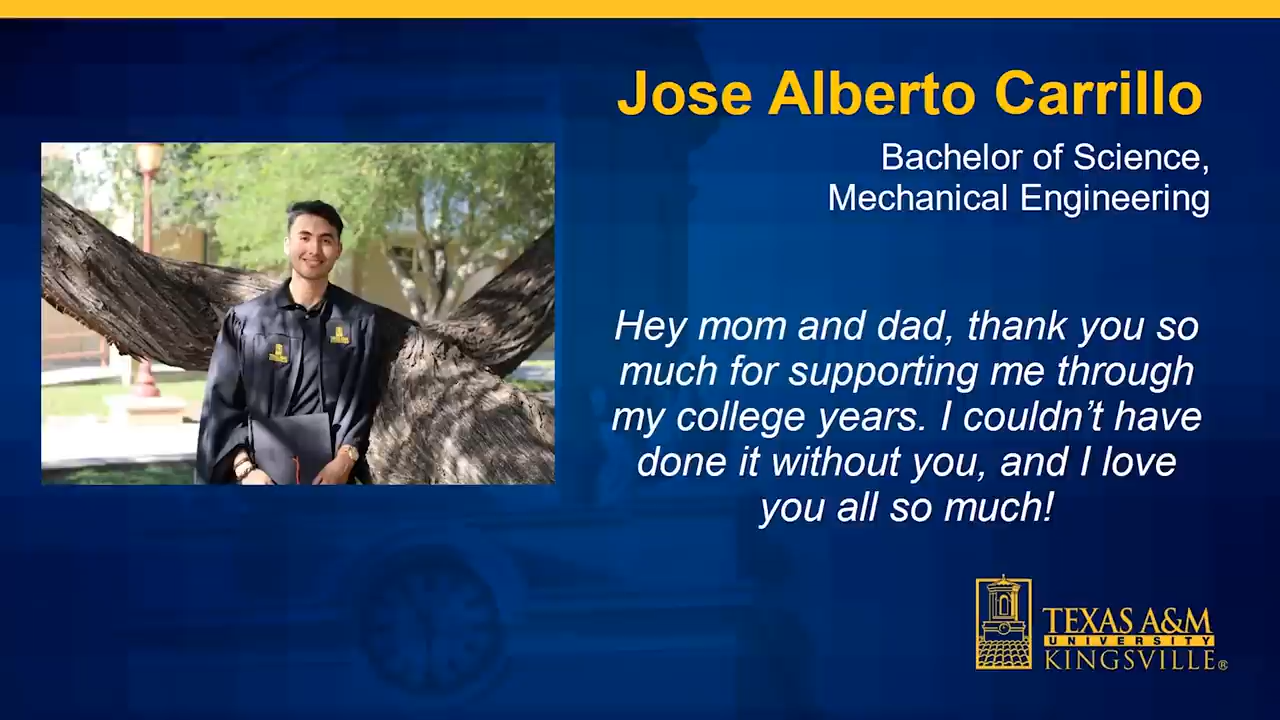 Jose Alberto Carrillo
Bachelor of Science,
Mechanical Engineering
Hey mom and dad, thank you so
much for supporting me through
my college years. I couldn’t have
done it without you, and I love
you all so much!
TEXAS A&M
UNIVERSITY
KINGSVILLE®